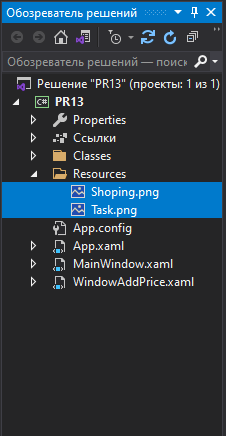 Обозреватель решений
Обозреватель решений — поиск
Решение "PR13" (проекты: 1 из 1)
C# PR13
Properties
Ссылки
Classes
Resources
Shoping.png
Task.png
App.config
App.xaml
MainWindow.xaml
WindowAddPrice.xaml